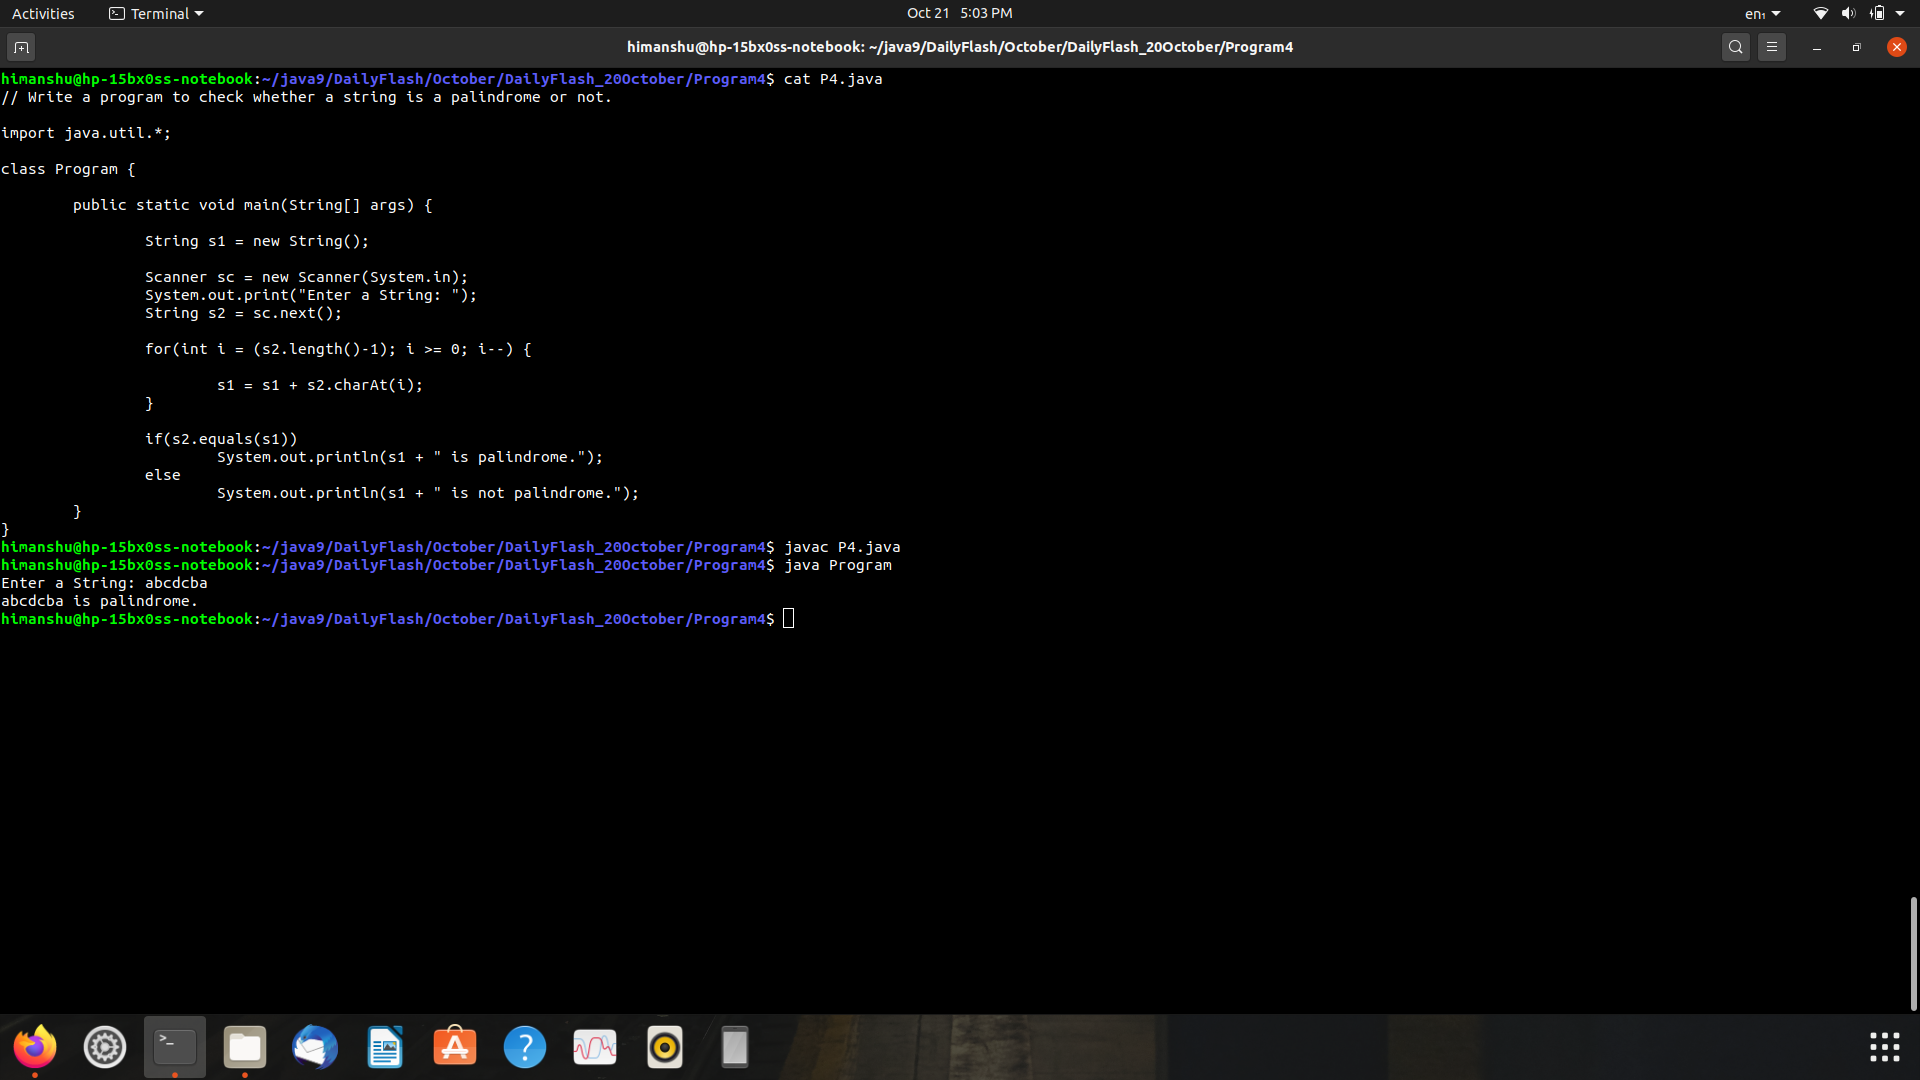 Activities Terminal Oct 21 5:03 PM en₁
himanshu@hp-15bx0ss-notebook: ~/java9/DailyFlash/October/DailyFlash_20October/Program4
himanshu@hp-15bx0ss-notebook:~/java9/DailyFlash/October/DailyFlash_20October/Program4$ cat P4.java
// Write a program to check whether a string is a palindrome or not.
import java.util.*;
class Program {
public static void main(String[] args) {
String s1 = new String();
Scanner sc = new Scanner(System.in);
System.out.print("Enter a String: ");
String s2 = sc.next();
for(int i = (s2.length()-1); i >= 0; i--) {
s1 = s1 + s2.charAt(i);
}
if(s2.equals(s1))
System.out.println(s1 + " is palindrome.");
else
System.out.println(s1 + " is not palindrome.");
}
}
himanshu@hp-15bx0ss-notebook:~/java9/DailyFlash/October/DailyFlash_20October/Program4$ javac P4.java
himanshu@hp-15bx0ss-notebook:~/java9/DailyFlash/October/DailyFlash_20October/Program4$ java Program
Enter a String: abcdcba
abcdcba is palindrome.
himanshu@hp-15bx0ss-notebook:~/java9/DailyFlash/October/DailyFlash_20October/Program4$